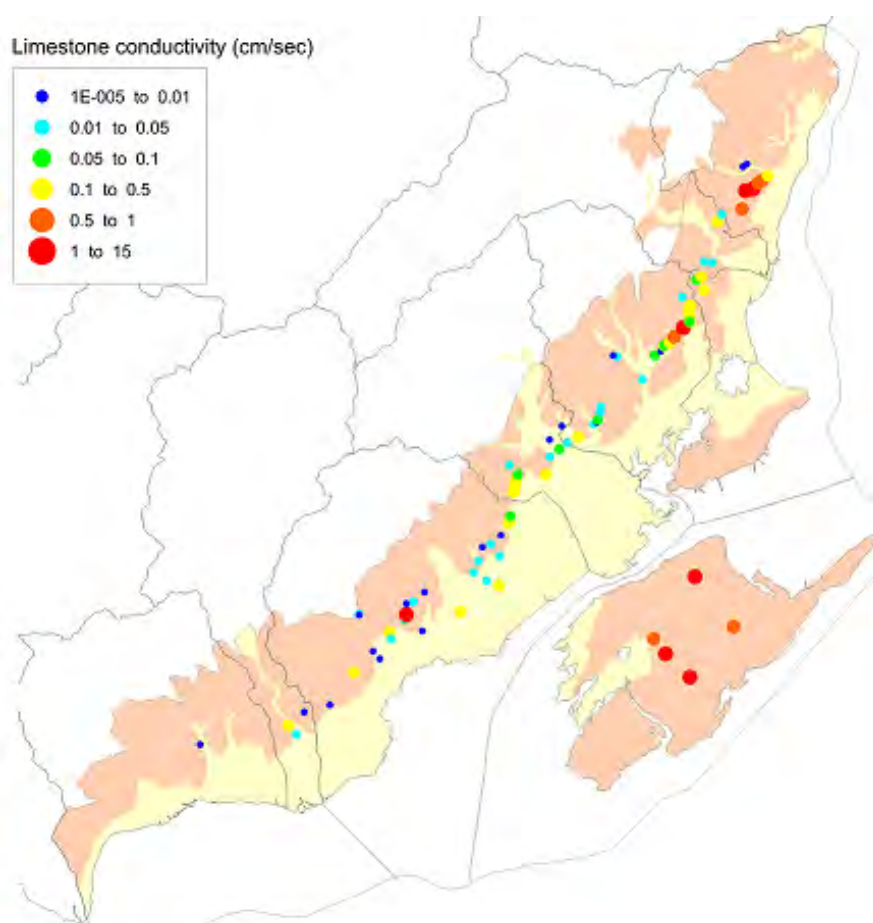 Limestone conductivity (cm/sec)
1E-005 to 0.01
0.01 to 0.05
0.05 to 0.1
0.1 to 0.5
0.5 to 1
1 to 15